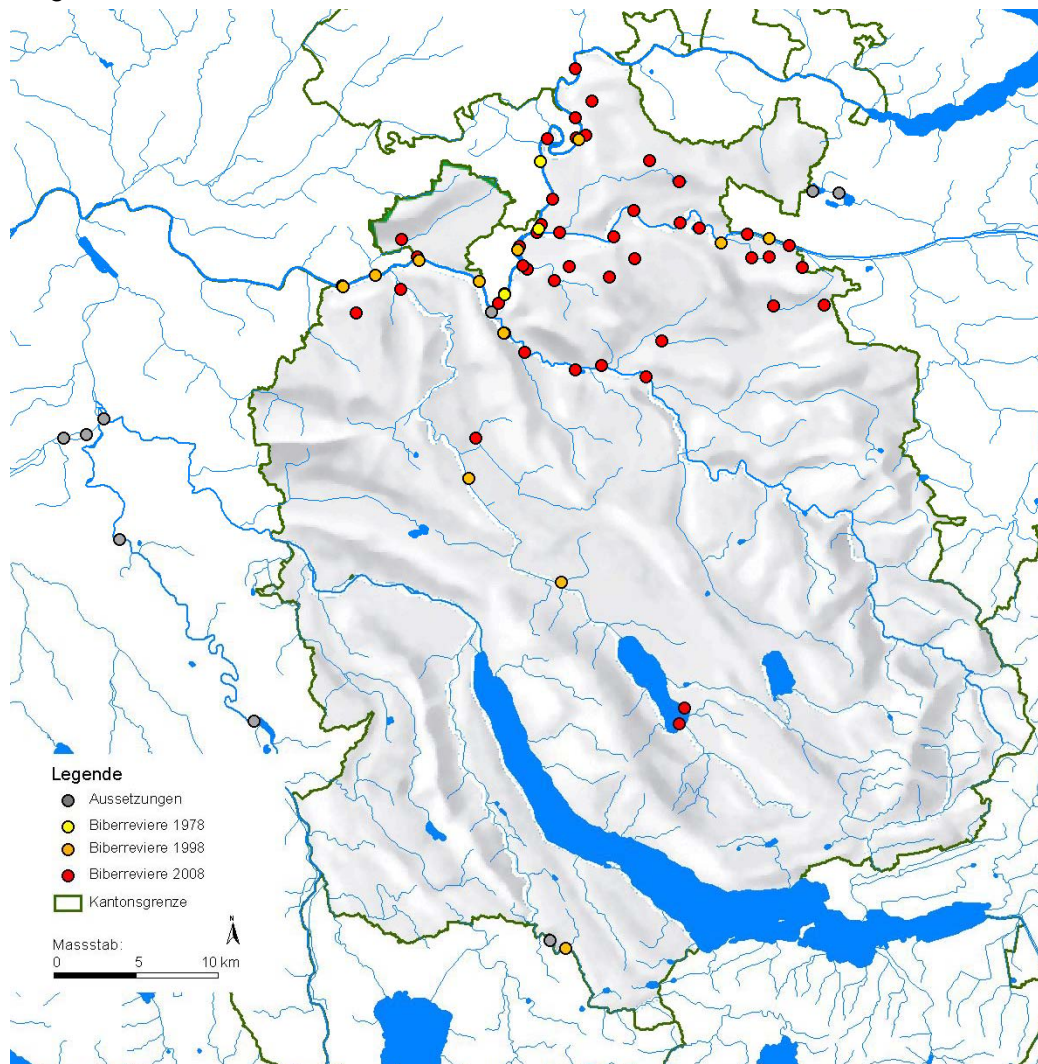 Legende
Aussetzungen
Biberreviere 1978
Biberreviere 1998
Biberreviere 2008
Kantonsgrenze
N
Massstab:
0 5 10 km